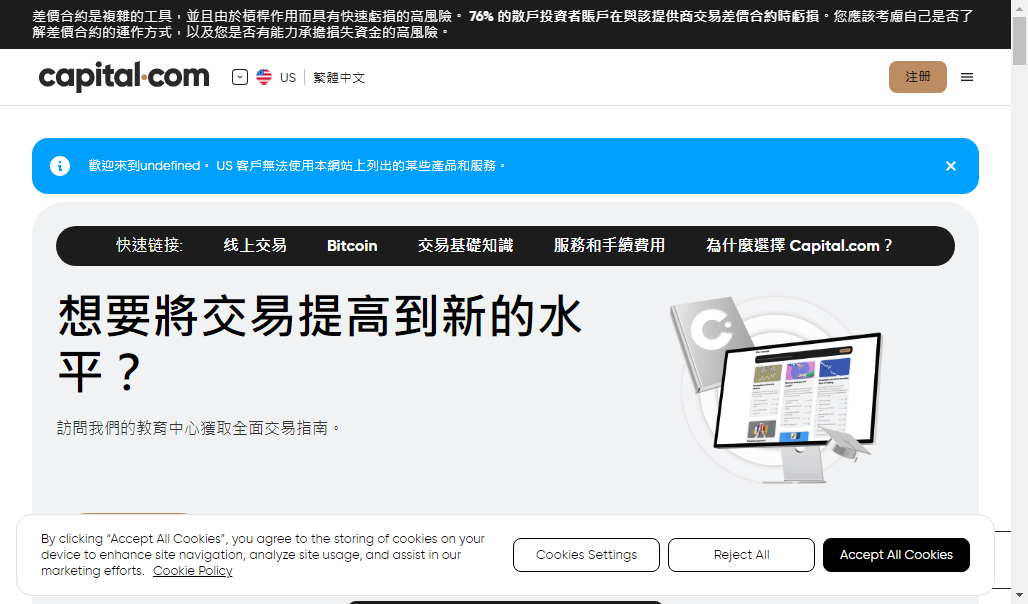 差價合約是複雜的工具，並且由於槓桿作用而具有快速虧損的高風險。 76% 的散戶投資者賬戶在與該提供商交易差價合約時虧損。您應該考慮自己是否了
解差價合約的運作方式，以及您是否有能力承擔損失資金的高風險。
capital.com US 繁體中文 注册
歡迎來到undefined。 US 客戶無法使用本網站上列出的某些產品和服務。
快速链接: 线上交易 Bitcoin 交易基礎知識 服務和手續費用 為什麼選擇 Capital.com？
想要將交易提高到新的水
平？
訪問我們的教育中心獲取全面交易指南。
By clicking “Accept All Cookies”, you agree to the storing of cookies on your
device to enhance site navigation, analyze site usage, and assist in our
marketing efforts. Cookie Policy
Cookies Settings Reject All Accept All Cookies